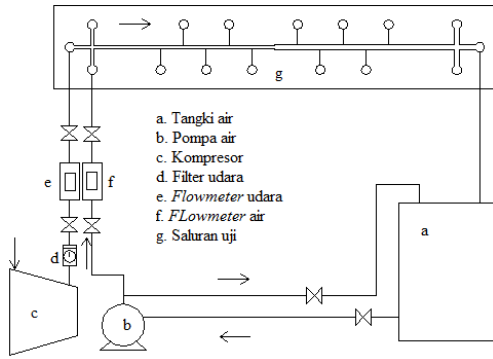 g
a. Tangki air
b. Pompa air
c. Kompresor
d. Filter udara
e. Flowmeter udara
f. FLowmeter air
g. Saluran uji
e
f
a
d
c
b